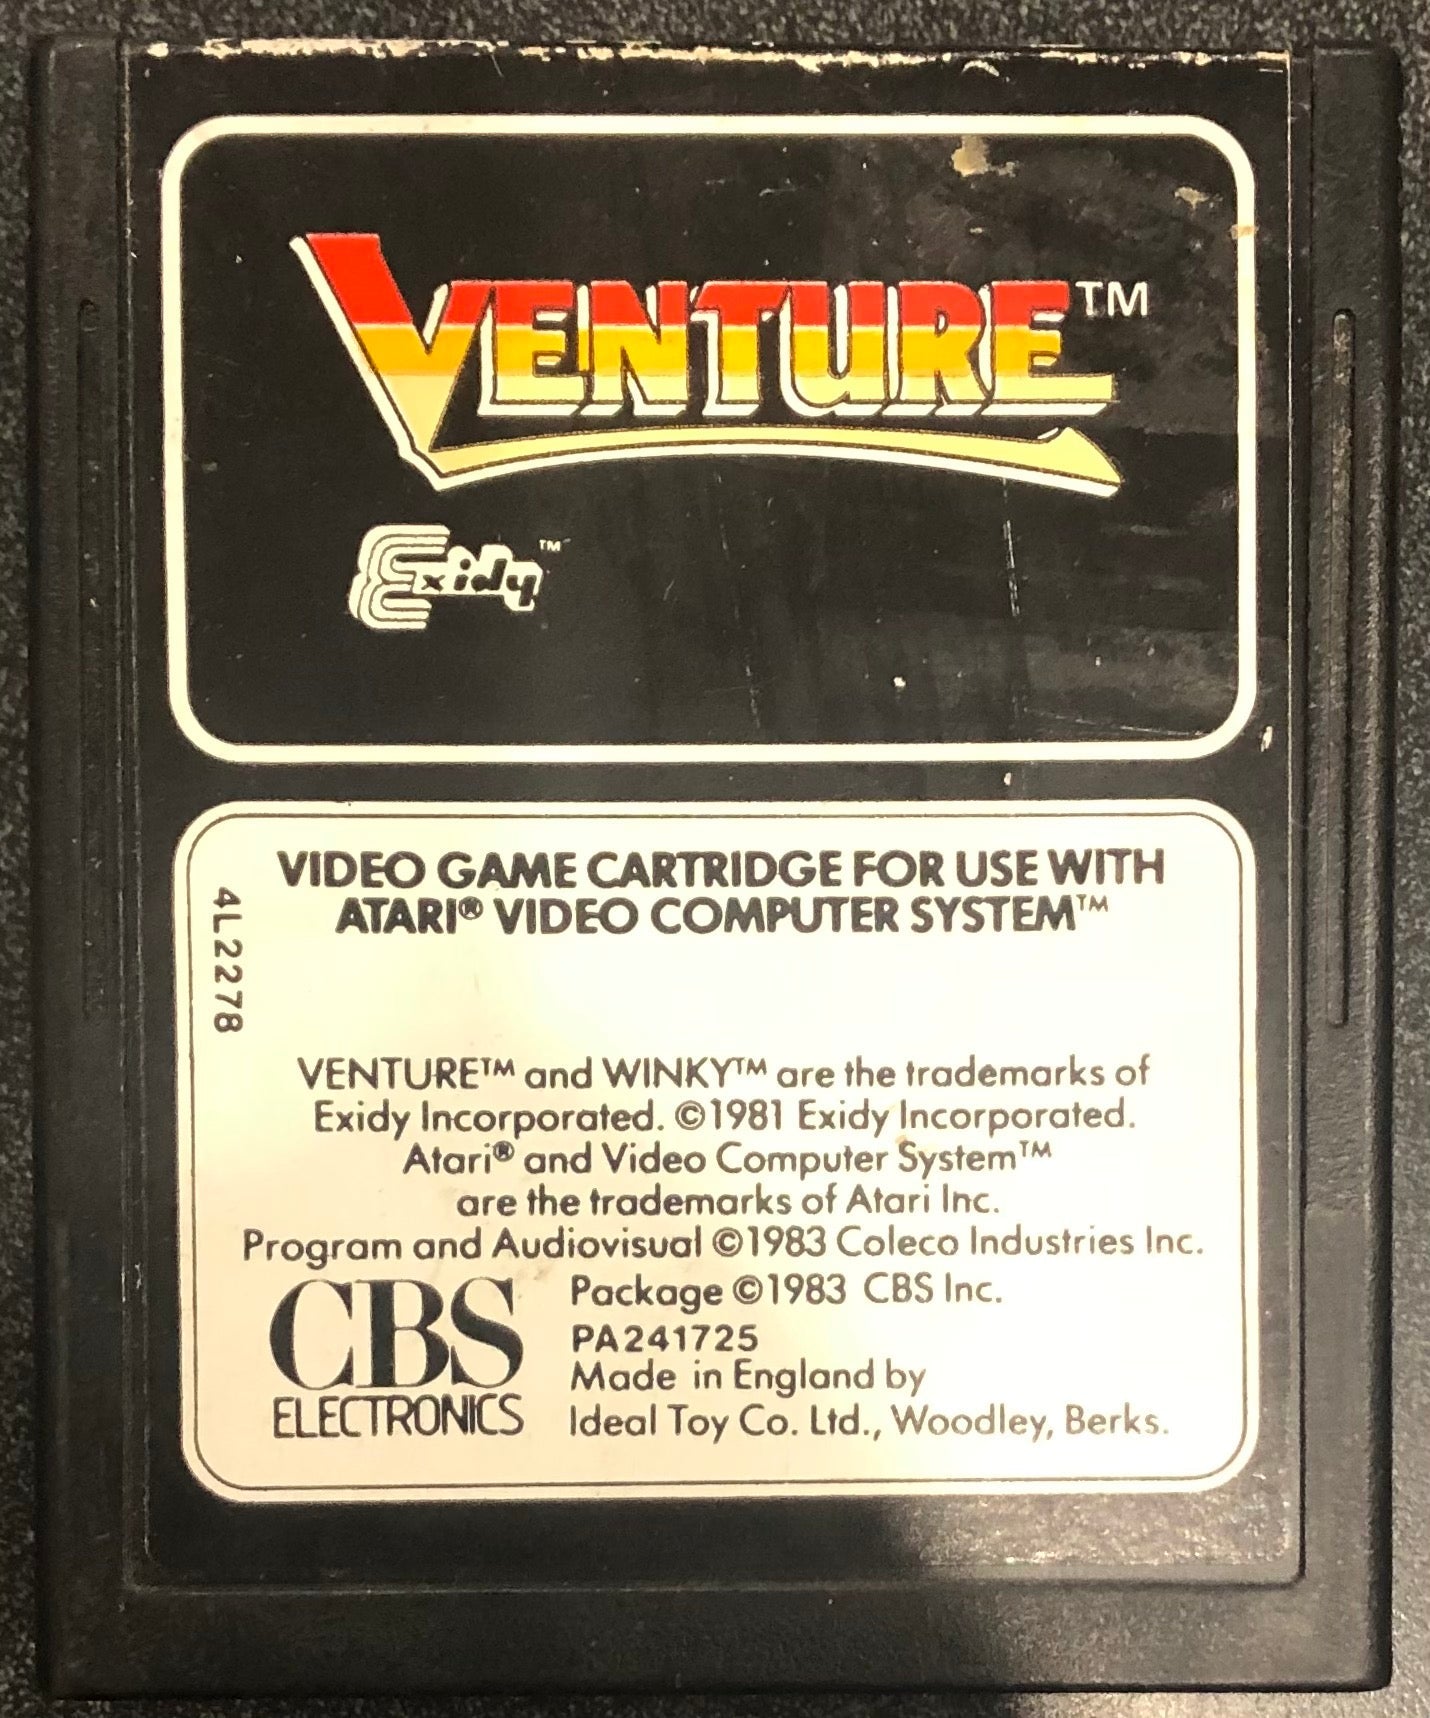 VENTURE™
Exidy™
VIDEO GAME CARTRIDGE FOR USE WITH
ATARI® VIDEO COMPUTER SYSTEM™
4L2278
VENTURE™ and WINKY™ are the trademarks of
Exidy Incorporated. ©1981 Exidy Incorporated.
Atari® and Video Computer System™
are the trademarks of Atari Inc.
Program and Audiovisual ©1983 Coleco Industries Inc.
CBS
ELECTRONICS
Package ©1983 CBS Inc.
PA241725
Made in England by
Ideal Toy Co. Ltd., Woodley, Berks.